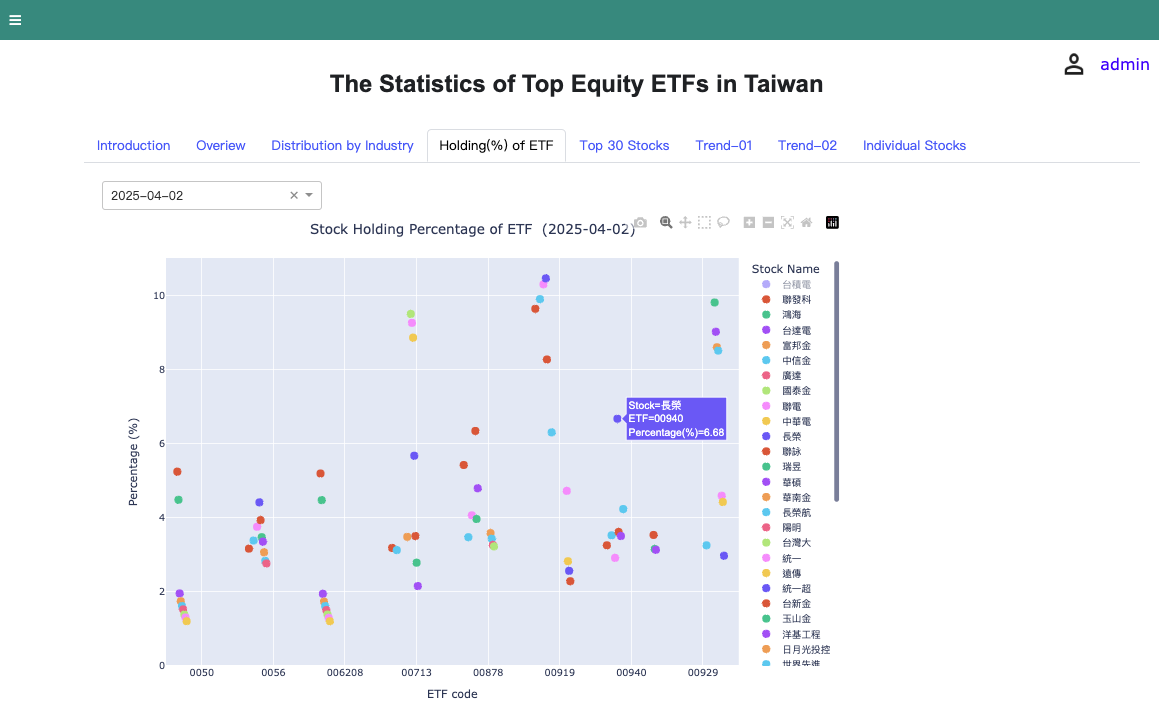 admin
The Statistics of Top Equity ETFs in Taiwan
Introduction
Overiew
Distribution by Industry
Holding(%) of ETF
Top 30 Stocks
Trend-01
Trend-02
Individual Stocks
2025-04-02
Stock Holding Percentage of ETF (2025-04-02)
Percentage (%)
10
8
6
4
2
0
Stock=長榮
ETF=00940
Percentage(%)=6.68
0050
0056
006208
00713
00878
00919
00940
00929
ETF code
Stock Name
台積電
聯發科
鴻海
台達電
富邦金
中信金
廣達
國泰金
聯電
中華電
長榮
聯詠
瑞昱
華碩
華南金
長榮航
陽明
台灣大
統一
遠傳
統一超
台新金
玉山金
洋基工程
日月光投控
世界先進